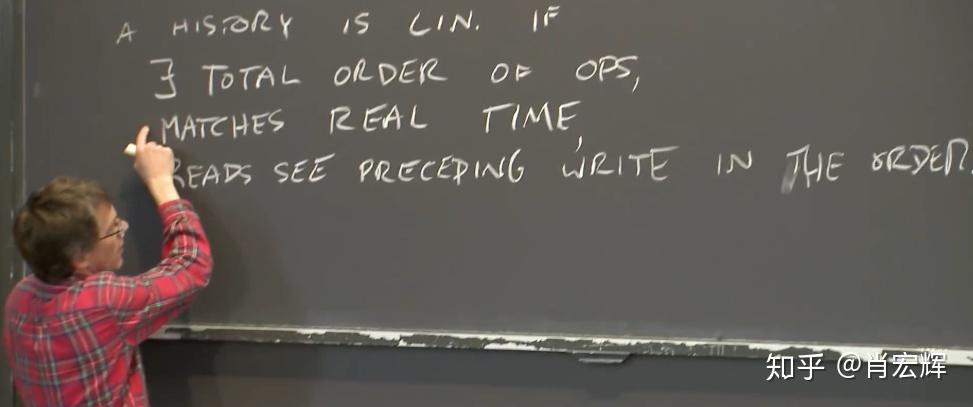 A HISTORY IS LIN. IF
∃ TOTAL ORDER OF OPS,
MATCHES REAL TIME,
READS SEE PRECEDING WRITE IN THE ORDER.
知乎 @肖宏辉